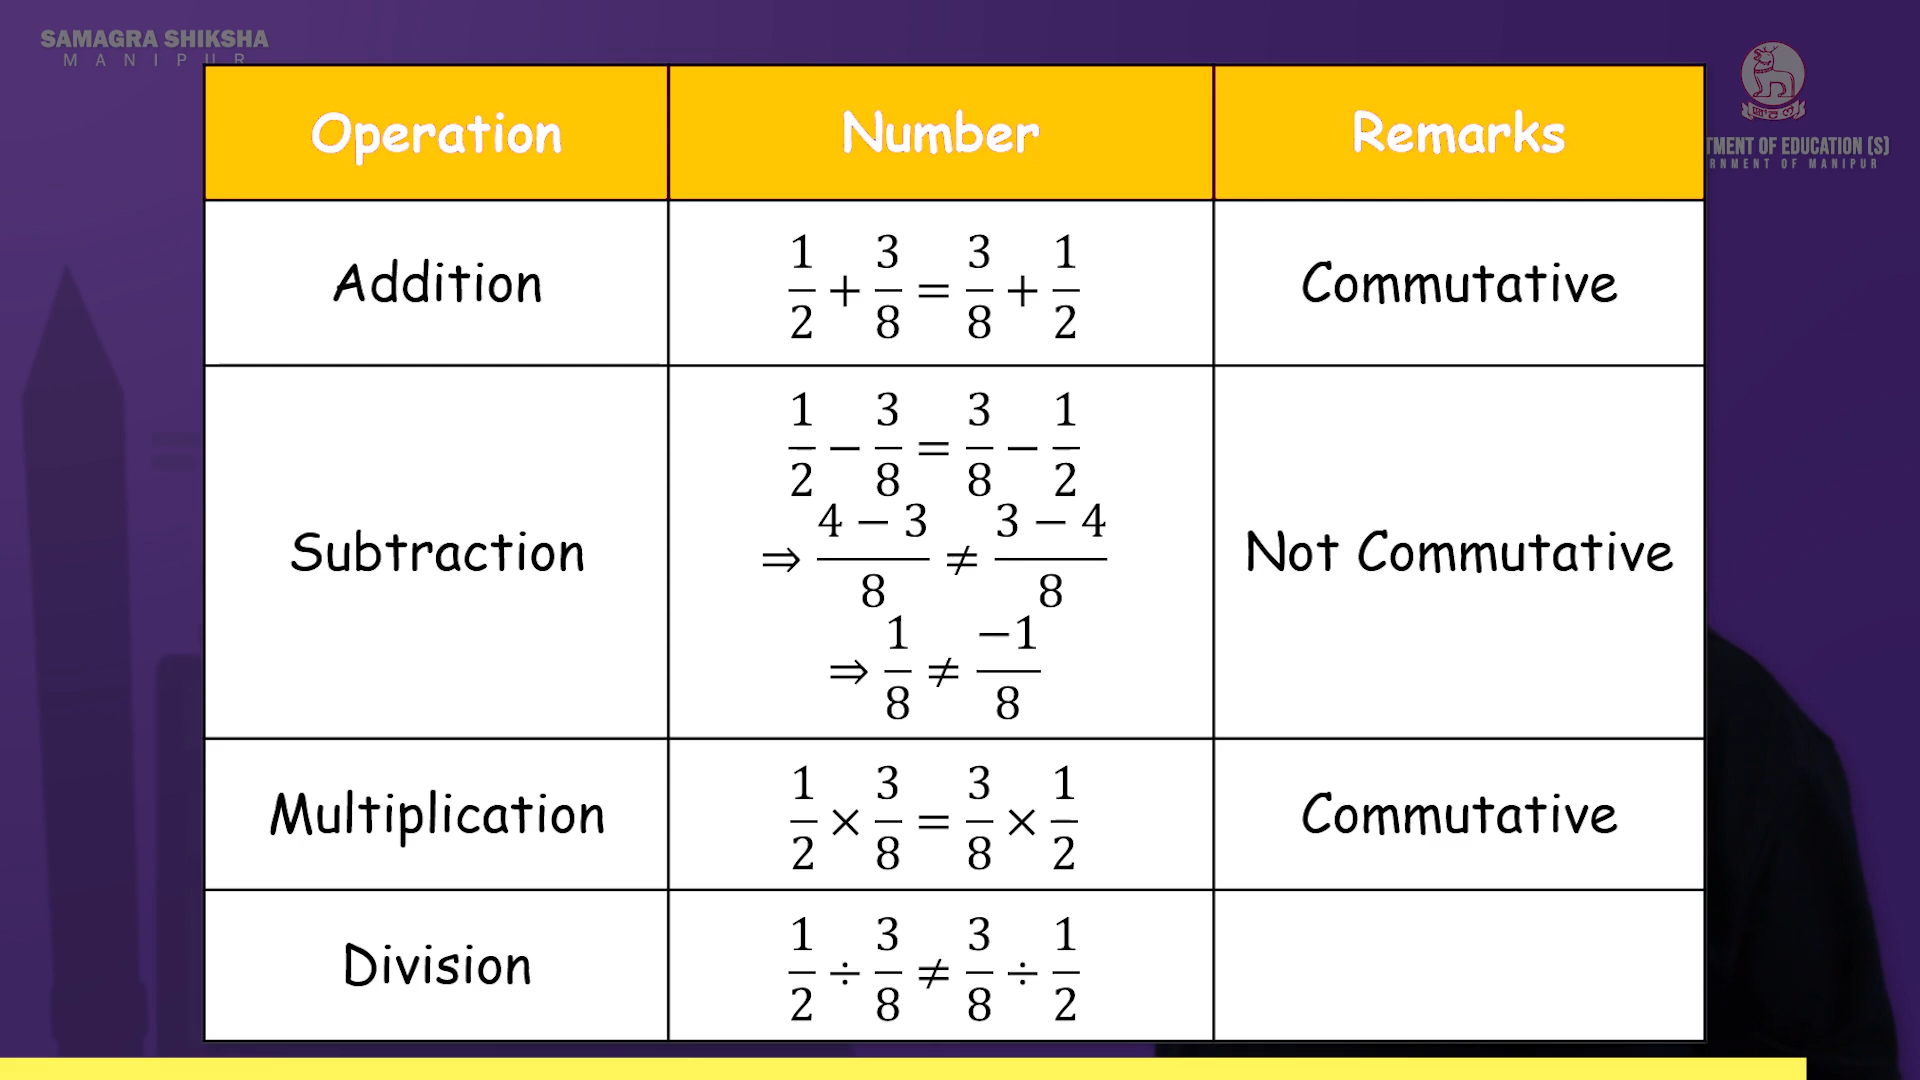 SAMAGRA SHIKSHA
MANIPUR
TMENT OF EDUCATION (S)
RNMENT OF MANIPUR
Operation Number Remarks
Addition 1/2 + 3/8 = 3/8 + 1/2 Commutative
Subtraction 1/2 − 3/8 = 3/8 − 1/2 Not Commutative
⇒ (4 − 3)/8 ≠ (3 − 4)/8
⇒ 1/8 ≠ −1/8
Multiplication 1/2 × 3/8 = 3/8 × 1/2 Commutative
Division 1/2 ÷ 3/8 ≠ 3/8 ÷ 1/2